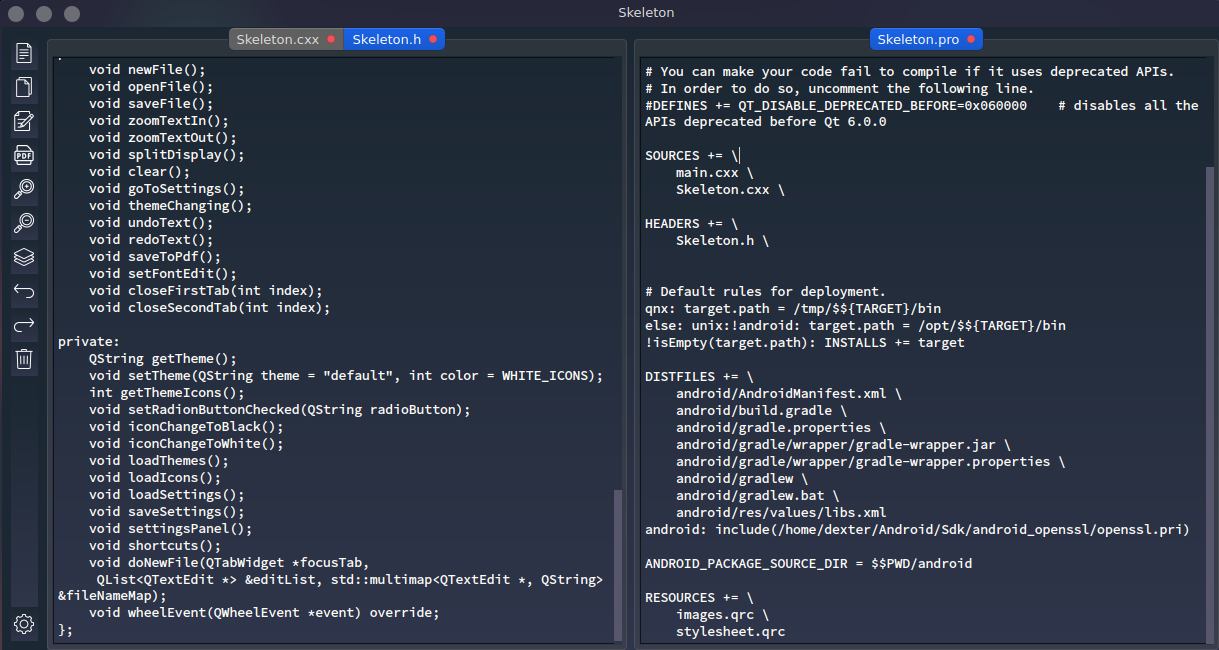 Skeleton
Skeleton.cxx
Skeleton.h
Skeleton.pro
PDF
void newFile();
void openFile();
void saveFile();
void zoomTextIn();
void zoomTextOut();
void splitDisplay();
void clear();
void goToSettings();
void themeChanging();
void undoText();
void redoText();
void saveToPdf();
void setFontEdit();
void closeFirstTab(int index);
void closeSecondTab(int index);
private:
QString getTheme();
void setTheme(QString theme = "default", int color = WHITE_ICONS);
int getThemeIcons();
void setRadionButtonChecked(QString radioButton);
void iconChangeToBlack();
void iconChangeToWhite();
void loadThemes();
void loadIcons();
void loadSettings();
void saveSettings();
void settingsPanel();
void shortcuts();
void doNewFile(QTabWidget *focusTab,
QList<QTextEdit *> &editList, std::multimap<QTextEdit *, QString>
&fileNameMap);
void wheelEvent(QWheelEvent *event) override;
};
# You can make your code fail to compile if it uses deprecated APIs.
# In order to do so, uncomment the following line.
#DEFINES += QT_DISABLE_DEPRECATED_BEFORE=0x060000    # disables all the
APIs deprecated before Qt 6.0.0
SOURCES += \
main.cxx \
Skeleton.cxx \
HEADERS += \
Skeleton.h \
# Default rules for deployment.
qnx: target.path = /tmp/$${TARGET}/bin
else: unix:!android: target.path = /opt/$${TARGET}/bin
!isEmpty(target.path): INSTALLS += target
DISTFILES += \
android/AndroidManifest.xml \
android/build.gradle \
android/gradle.properties \
android/gradle/wrapper/gradle-wrapper.jar \
android/gradle/wrapper/gradle-wrapper.properties \
android/gradlew \
android/gradlew.bat \
android/res/values/libs.xml
android: include(/home/dexter/Android/Sdk/android_openssl/openssl.pri)
ANDROID_PACKAGE_SOURCE_DIR = $$PWD/android
RESOURCES += \
images.qrc \
stylesheet.qrc